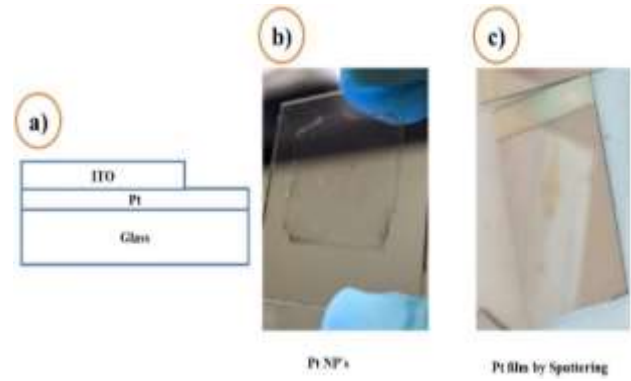 a)
b)
c)
ITO
Pt
Glass
Pt NP's
Pt film by Sputtering